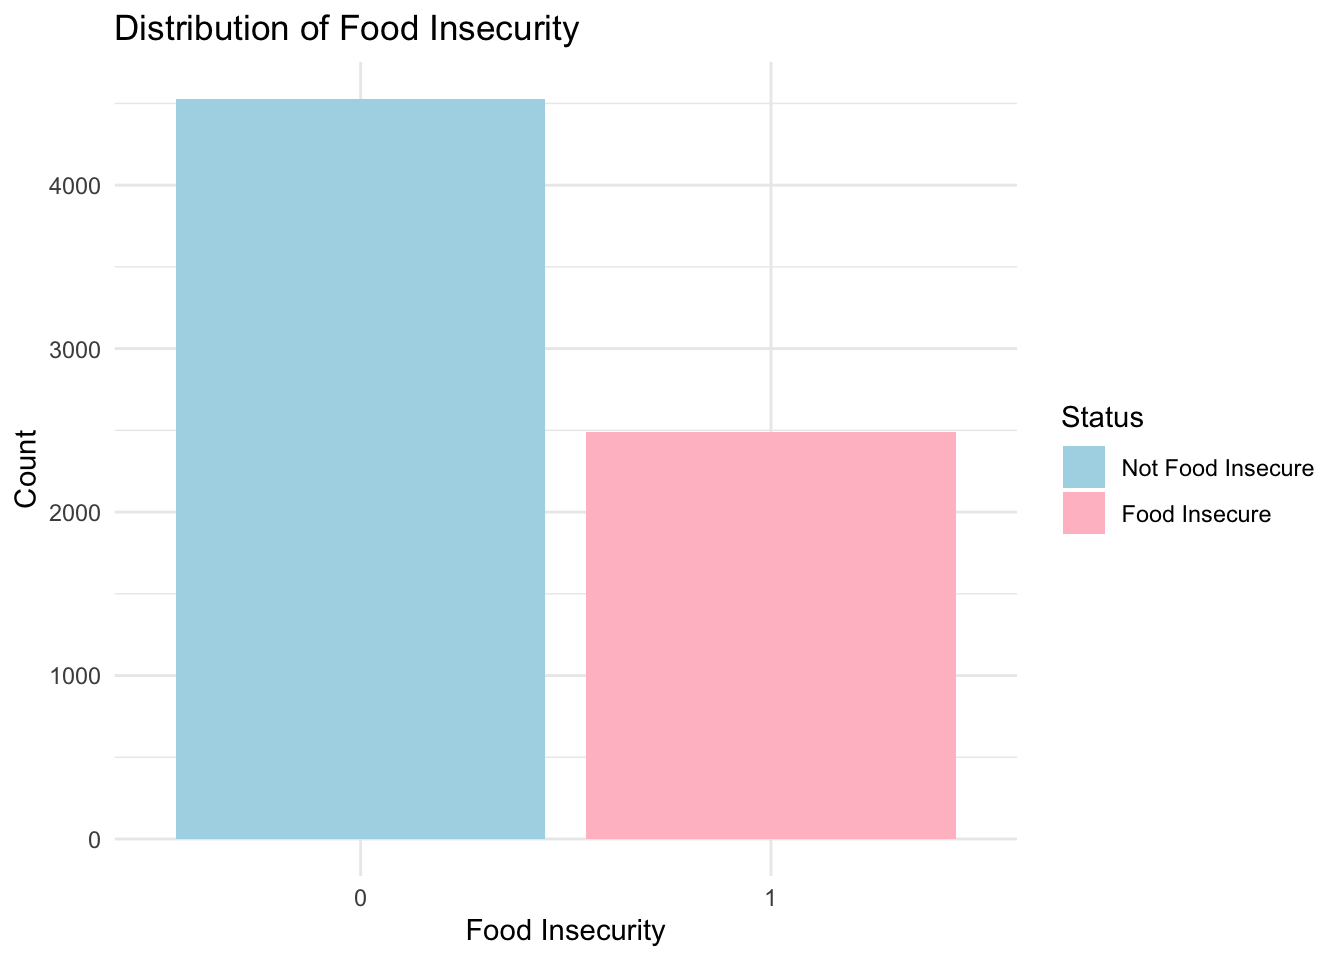 Distribution of Food Insecurity
Count
4000
3000
2000
1000
0
0
1
Food Insecurity
Status
Not Food Insecure
Food Insecure